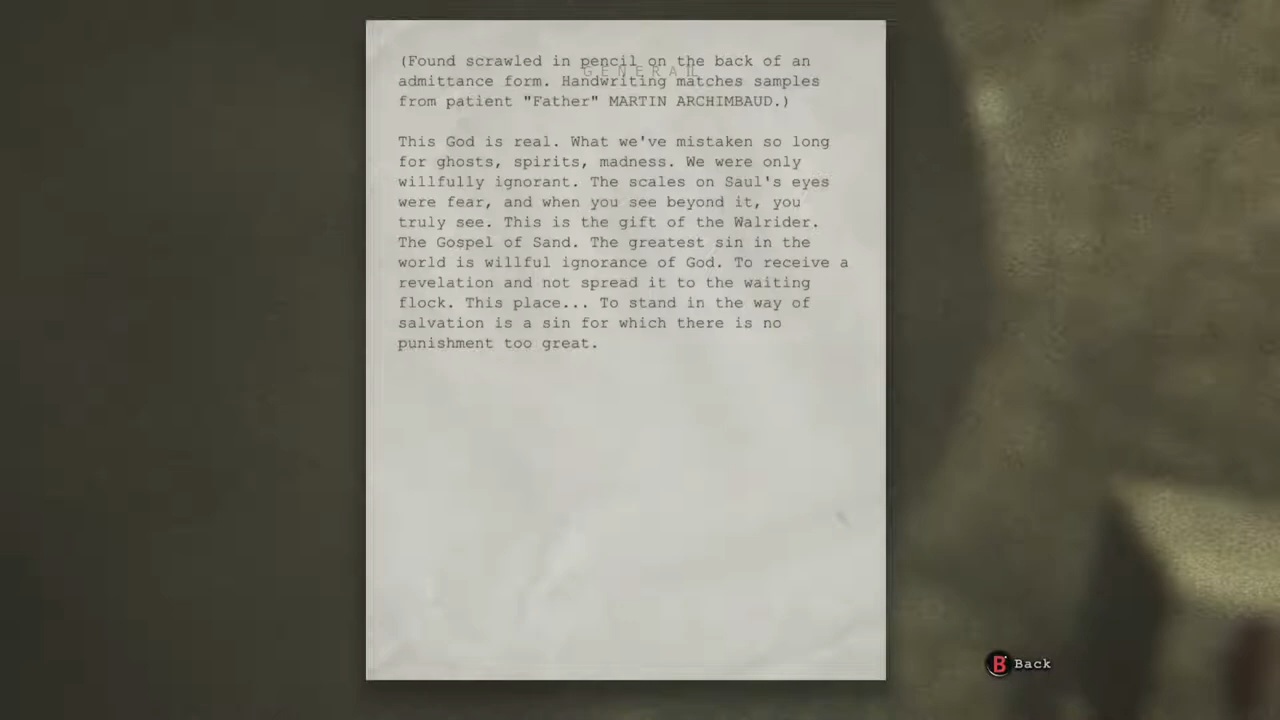 GENERAL
(Found scrawled in pencil on the back of an
admittance form. Handwriting matches samples
from patient "Father" MARTIN ARCHIMBAUD.)
This God is real. What we've mistaken so long
for ghosts, spirits, madness. We were only
willfully ignorant. The scales on Saul's eyes
were fear, and when you see beyond it, you
truly see. This is the gift of the Walrider.
The Gospel of Sand. The greatest sin in the
world is willful ignorance of God. To receive a
revelation and not spread it to the waiting
flock. This place... To stand in the way of
salvation is a sin for which there is no
punishment too great.
B Back